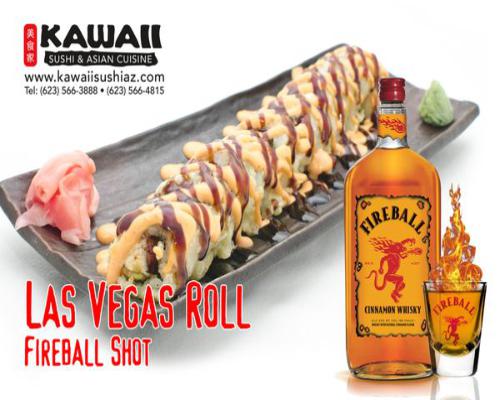 美食家
KAWAII
SUSHI & ASIAN CUISINE
www.kawaiisushiaz.com
Tel: (623) 566-3888 • (623) 566-4815
FIREBALL
CINNAMON WHISKY
FIREBALL
LAS VEGAS ROLL
FIREBALL SHOT